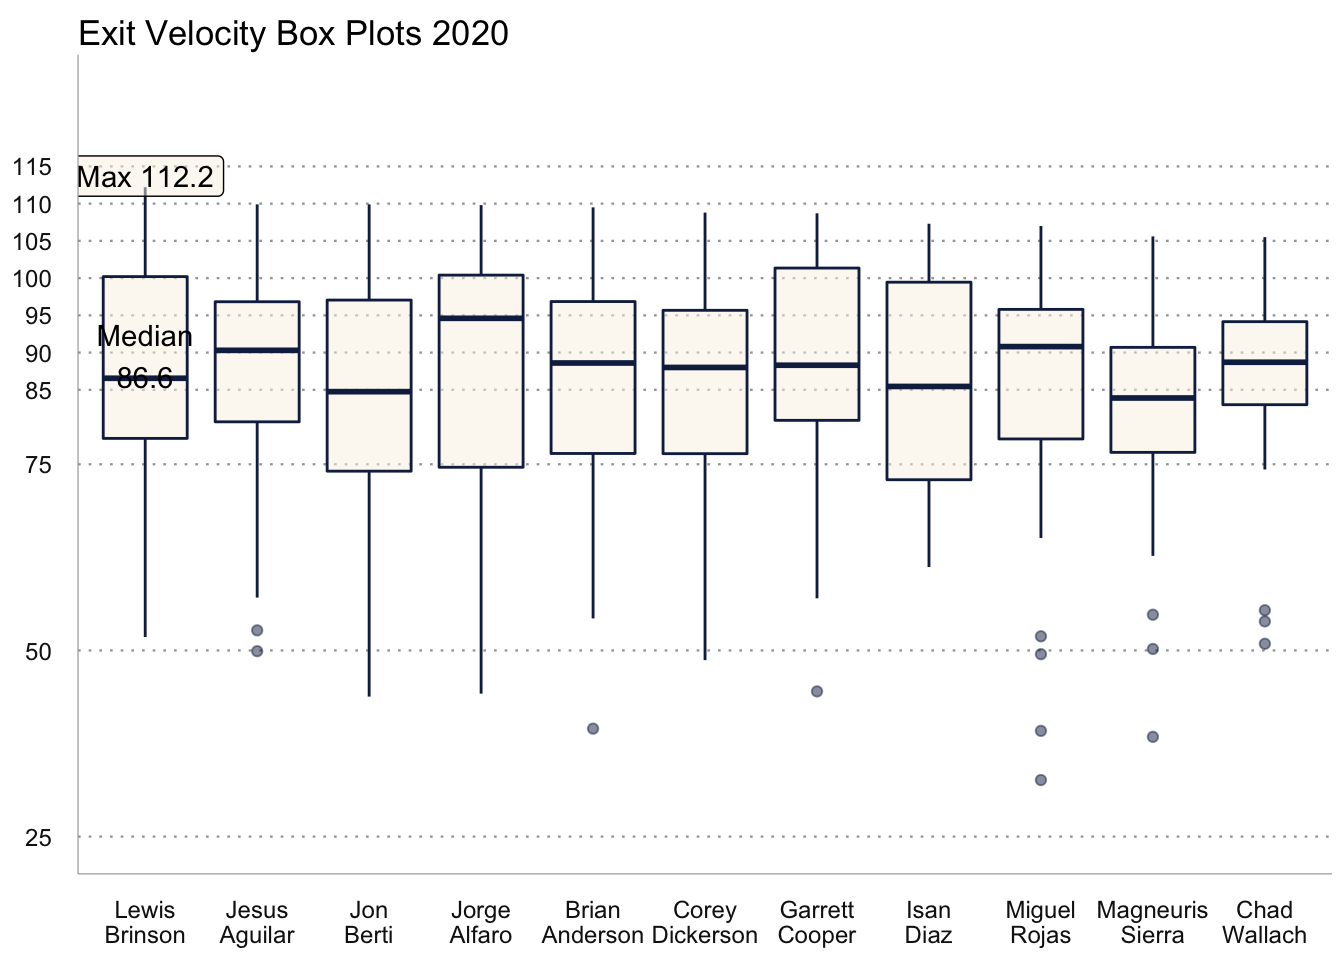 Exit Velocity Box Plots 2020
115
Max 112.2
110
105
100
95
Median
90
86.6
85
75
50
25
Lewis Jesus Jon Jorge Brian Corey Garrett Isan Miguel Magneuris Chad
Brinson Aguilar Berti Alfaro Anderson Dickerson Cooper Diaz Rojas Sierra Wallach